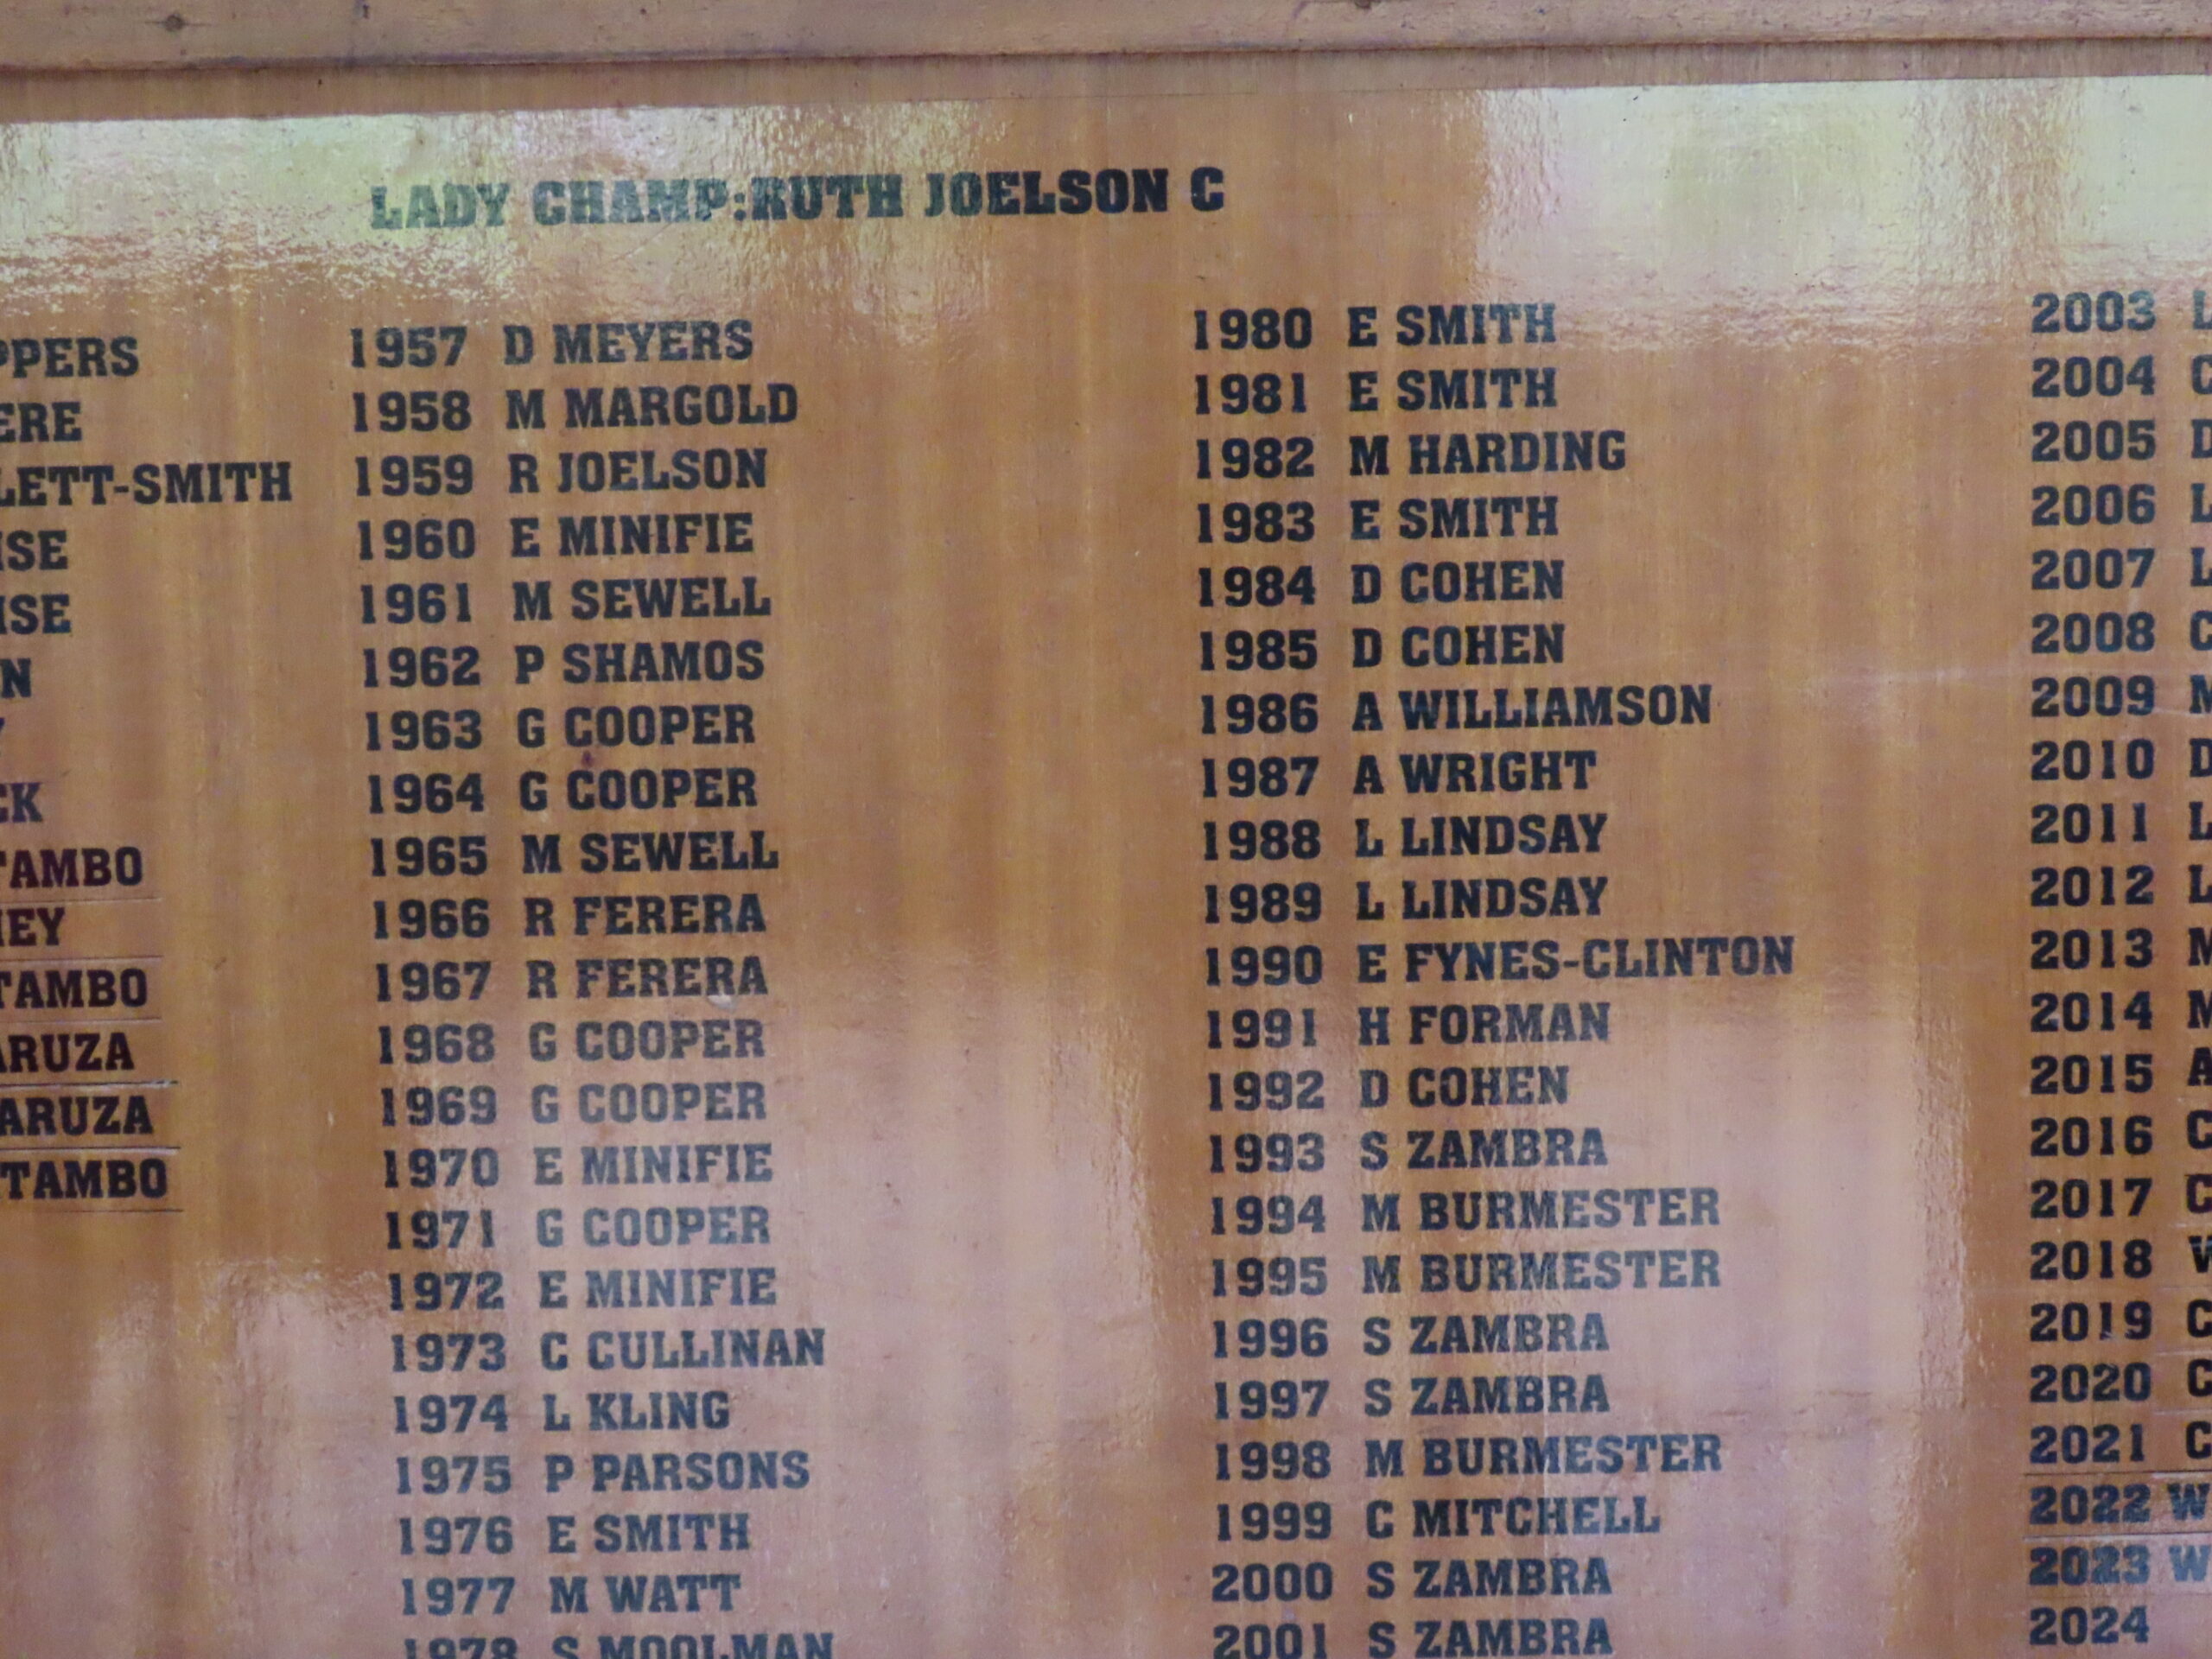 LADY CHAMP:RUTH JOELSON C
PPERS
ERE
LETT-SMITH
ISE
ISE
N
Y
CK
TAMBO
HEY
TAMBO
ARUZA
ARUZA
TAMBO
1957 D MEYERS
1958 M MARGOLD
1959 R JOELSON
1960 E MINIFIE
1961 M SEWELL
1962 P SHAMOS
1963 G COOPER
1964 G COOPER
1965 M SEWELL
1966 R FERERA
1967 R FERERA
1968 G COOPER
1969 G COOPER
1970 E MINIFIE
1971 G COOPER
1972 E MINIFIE
1973 C CULLINAN
1974 L KLING
1975 P PARSONS
1976 E SMITH
1977 M WATT
1978 S MOOLMAN
1980 E SMITH
1981 E SMITH
1982 M HARDING
1983 E SMITH
1984 D COHEN
1985 D COHEN
1986 A WILLIAMSON
1987 A WRIGHT
1988 L LINDSAY
1989 L LINDSAY
1990 E FYNES-CLINTON
1991 H FORMAN
1992 D COHEN
1993 S ZAMBRA
1994 M BURMESTER
1995 M BURMESTER
1996 S ZAMBRA
1997 S ZAMBRA
1998 M BURMESTER
1999 C MITCHELL
2000 S ZAMBRA
2001 S ZAMBRA
2003 L
2004 C
2005 D
2006 L
2007 L
2008 C
2009 M
2010 D
2011 L
2012 L
2013 M
2014 M
2015 A
2016 C
2017 C
2018 W
2019 C
2020 C
2021 C
2022 W
2023 W
2024